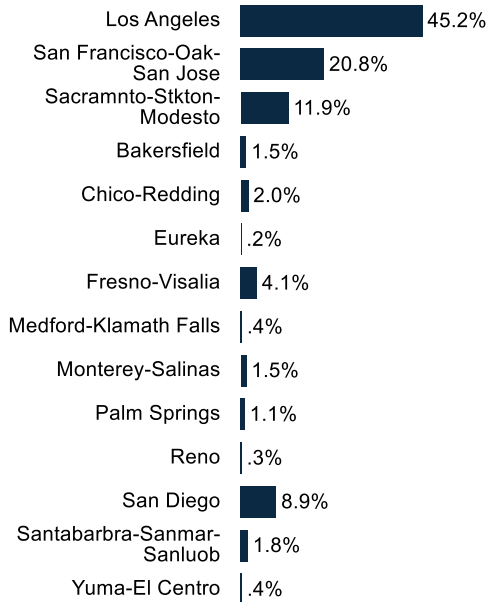 Los Angeles 45.2%
San Francisco-Oak-
San Jose 20.8%
Sacramnto-Stkton-
Modesto 11.9%
Bakersfield 1.5%
Chico-Redding 2.0%
Eureka .2%
Fresno-Visalia 4.1%
Medford-Klamath Falls .4%
Monterey-Salinas 1.5%
Palm Springs 1.1%
Reno .3%
San Diego 8.9%
Santabarbra-Sanmar-
Sanluob 1.8%
Yuma-El Centro .4%